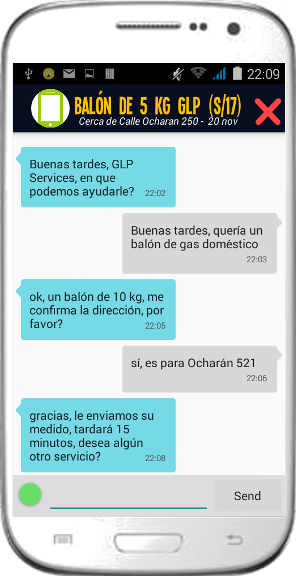 22:09
BALÓN DE 5 KG GLP (S/17)
Cerca de Calle Ocharan 250 - 20 nov
Buenas tardes, GLP
Services, en que
podemos ayudarle?
22:02
Buenas tardes, quería un
balón de gas doméstico
22:03
ok, un balón de 10 kg, me
confirma la dirección, por
favor?
22:05
sí, es para Ocharán 521
22:06
gracias, le enviamos su
medido, tardará 15
minutos, desea algún
otro servicio?
22:08
Send